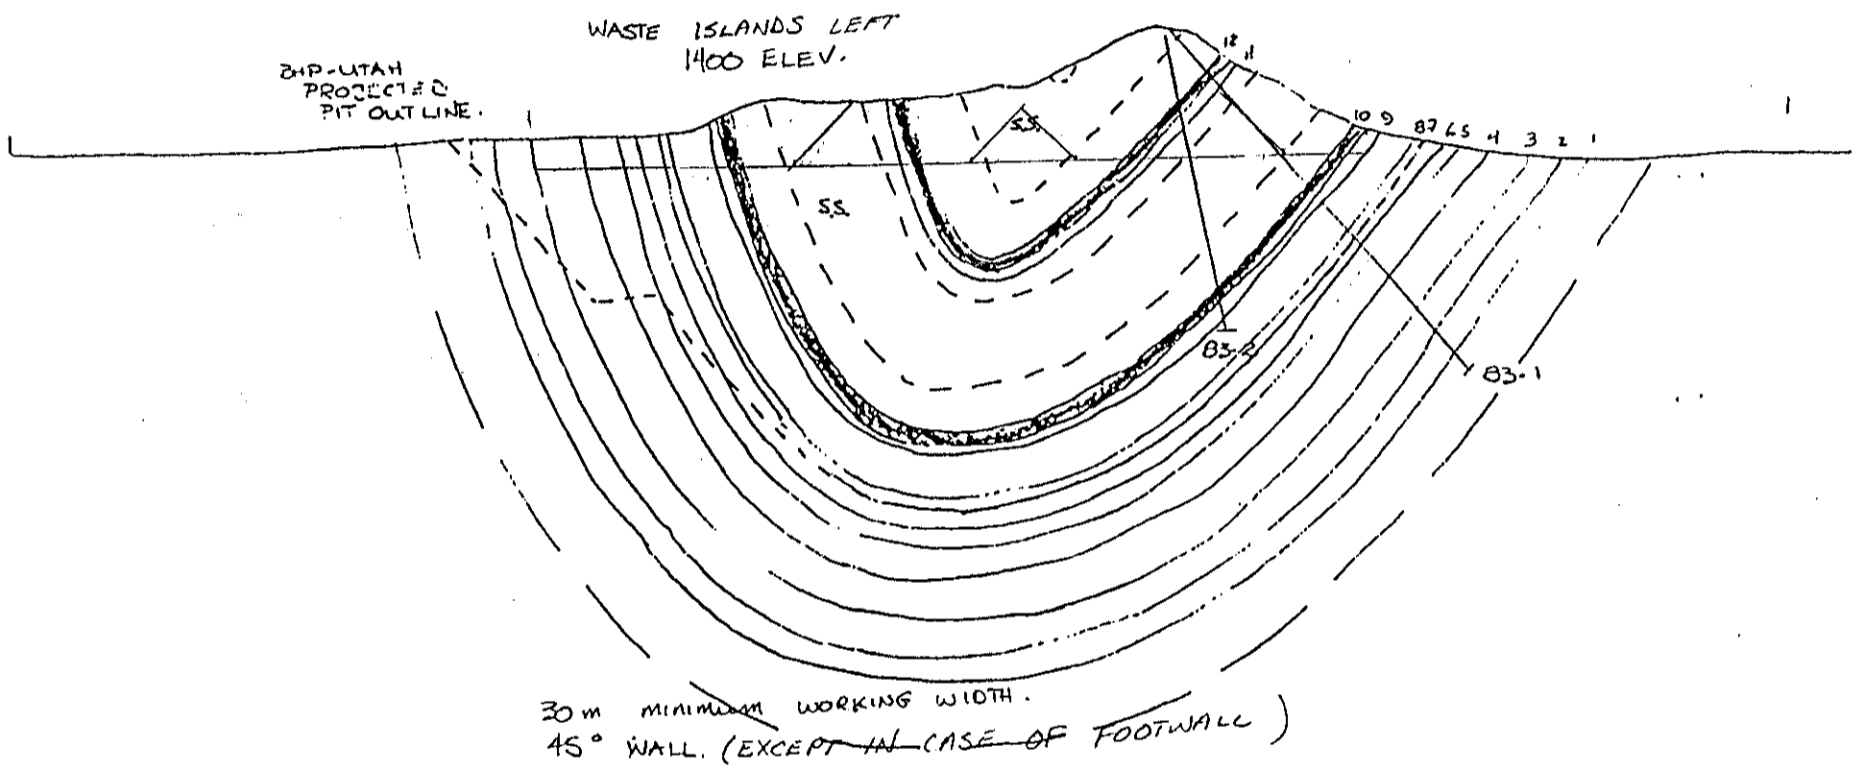 WASTE ISLANDS LEFT
1400 ELEV.
BHP-UTAH
PROJECTED
PIT OUTLINE.
12
11
10 9 8 7 6 5 4 3 2 1
S.S.
S.S.
83-2
83-1
30m minimum WORKING WIDTH.
45° WALL. (EXCEPT IN CASE OF FOOTWALL)